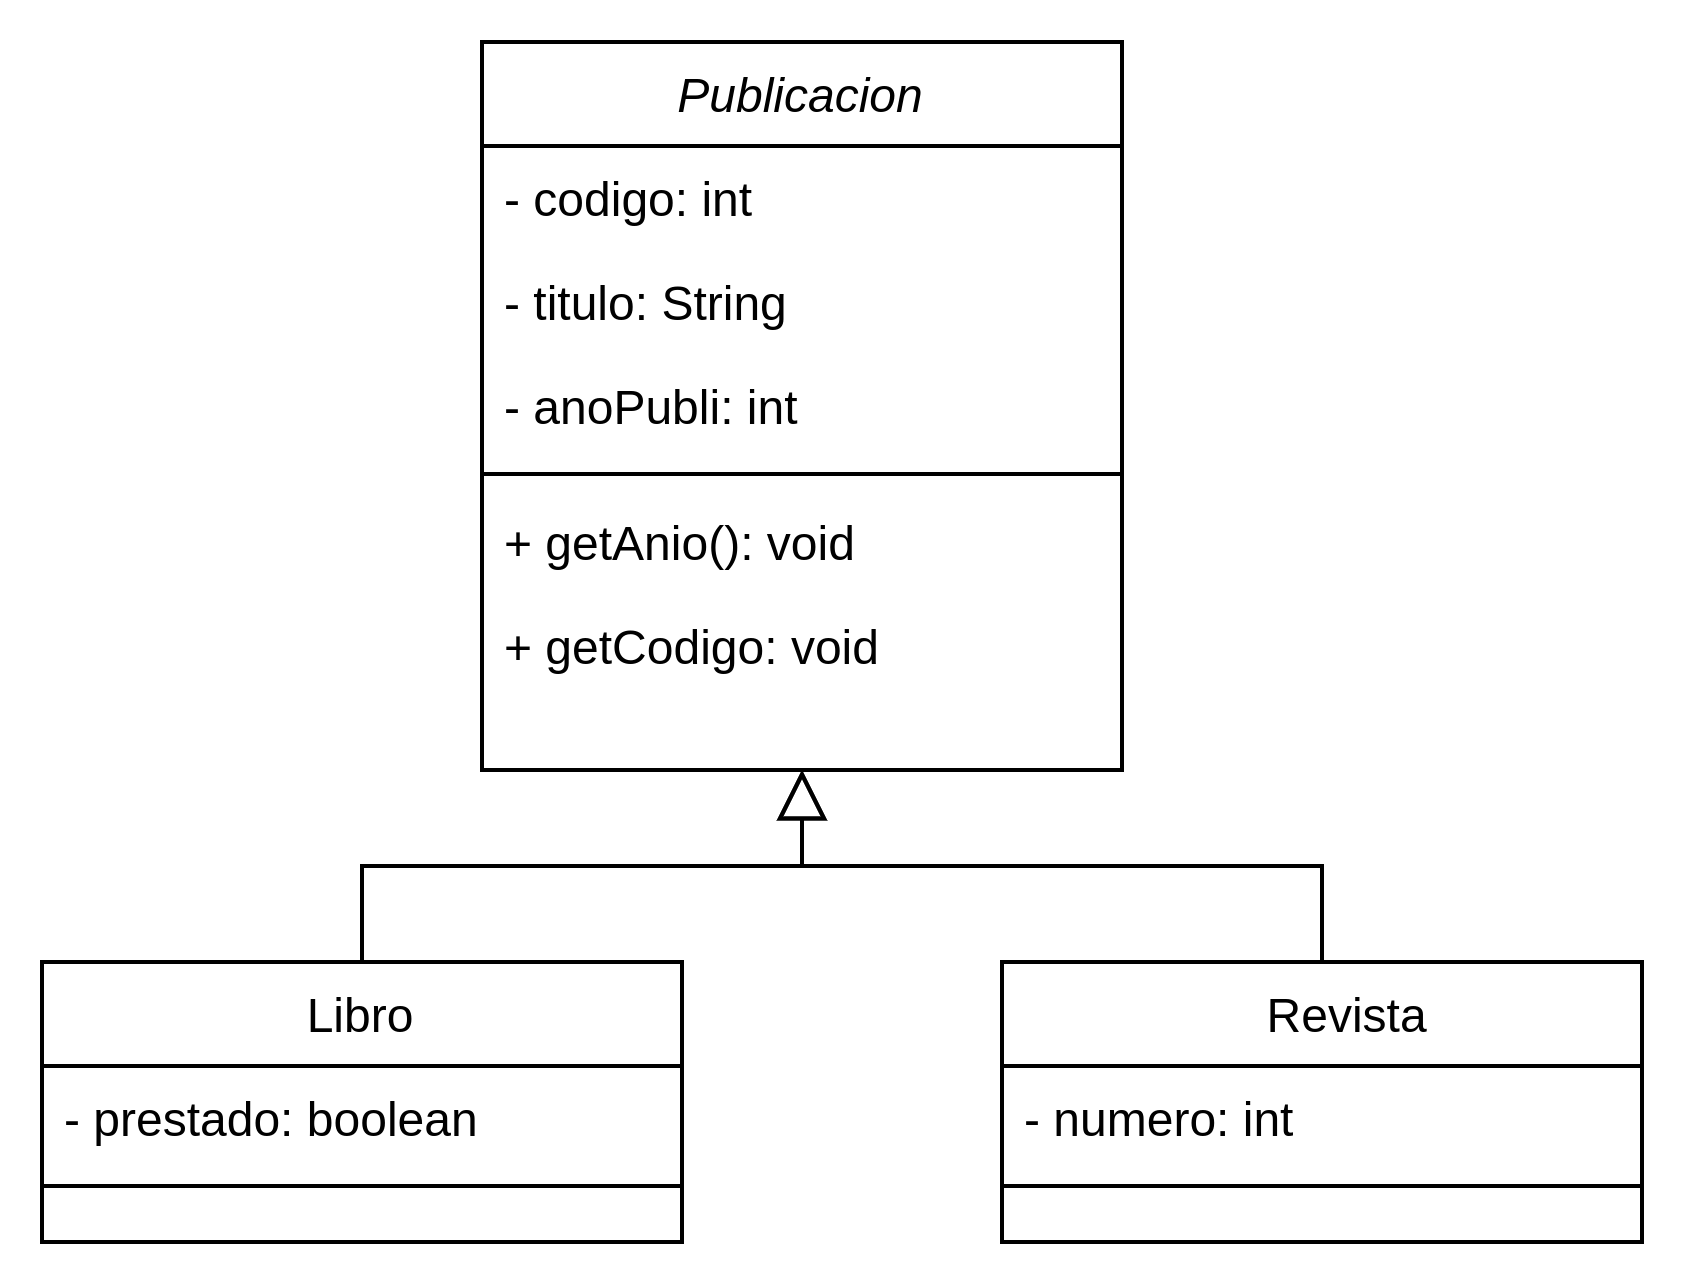 Publicacion
- codigo: int
- titulo: String
- anoPubli: int
+ getAnio(): void
+ getCodigo: void
Libro
- prestado: boolean
Revista
- numero: int